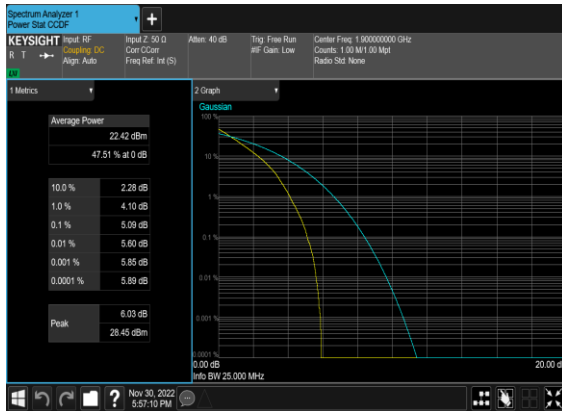 Spectrum Analyzer 1
Power Stat CCDF
+
KEYSIGHT
R T
LXI
Input: RF
Coupling: DC
Align: Auto
Input Z: 50 Ω
Corr CCorr
Freq Ref: Int (S)
Atten: 40 dB
Trig: Free Run
#IF Gain: Low
Center Freq: 1.900000000 GHz
Counts: 1.00 M/1.00 Mpt
Radio Std: None
1 Metrics
Average Power
22.42 dBm
47.51 % at 0 dB
10.0 % 2.28 dB
1.0 % 4.10 dB
0.1 % 5.09 dB
0.01 % 5.60 dB
0.001 % 5.85 dB
0.0001 % 5.89 dB
Peak
6.03 dB
28.45 dBm
2 Graph
Gaussian
100 %
10 %
1 %
0.1 %
0.01 %
0.001 %
0.0001 %
0.00 dB
20.00 d
Info BW 25.000 MHz
?
Nov 30, 2022
5:57:10 PM